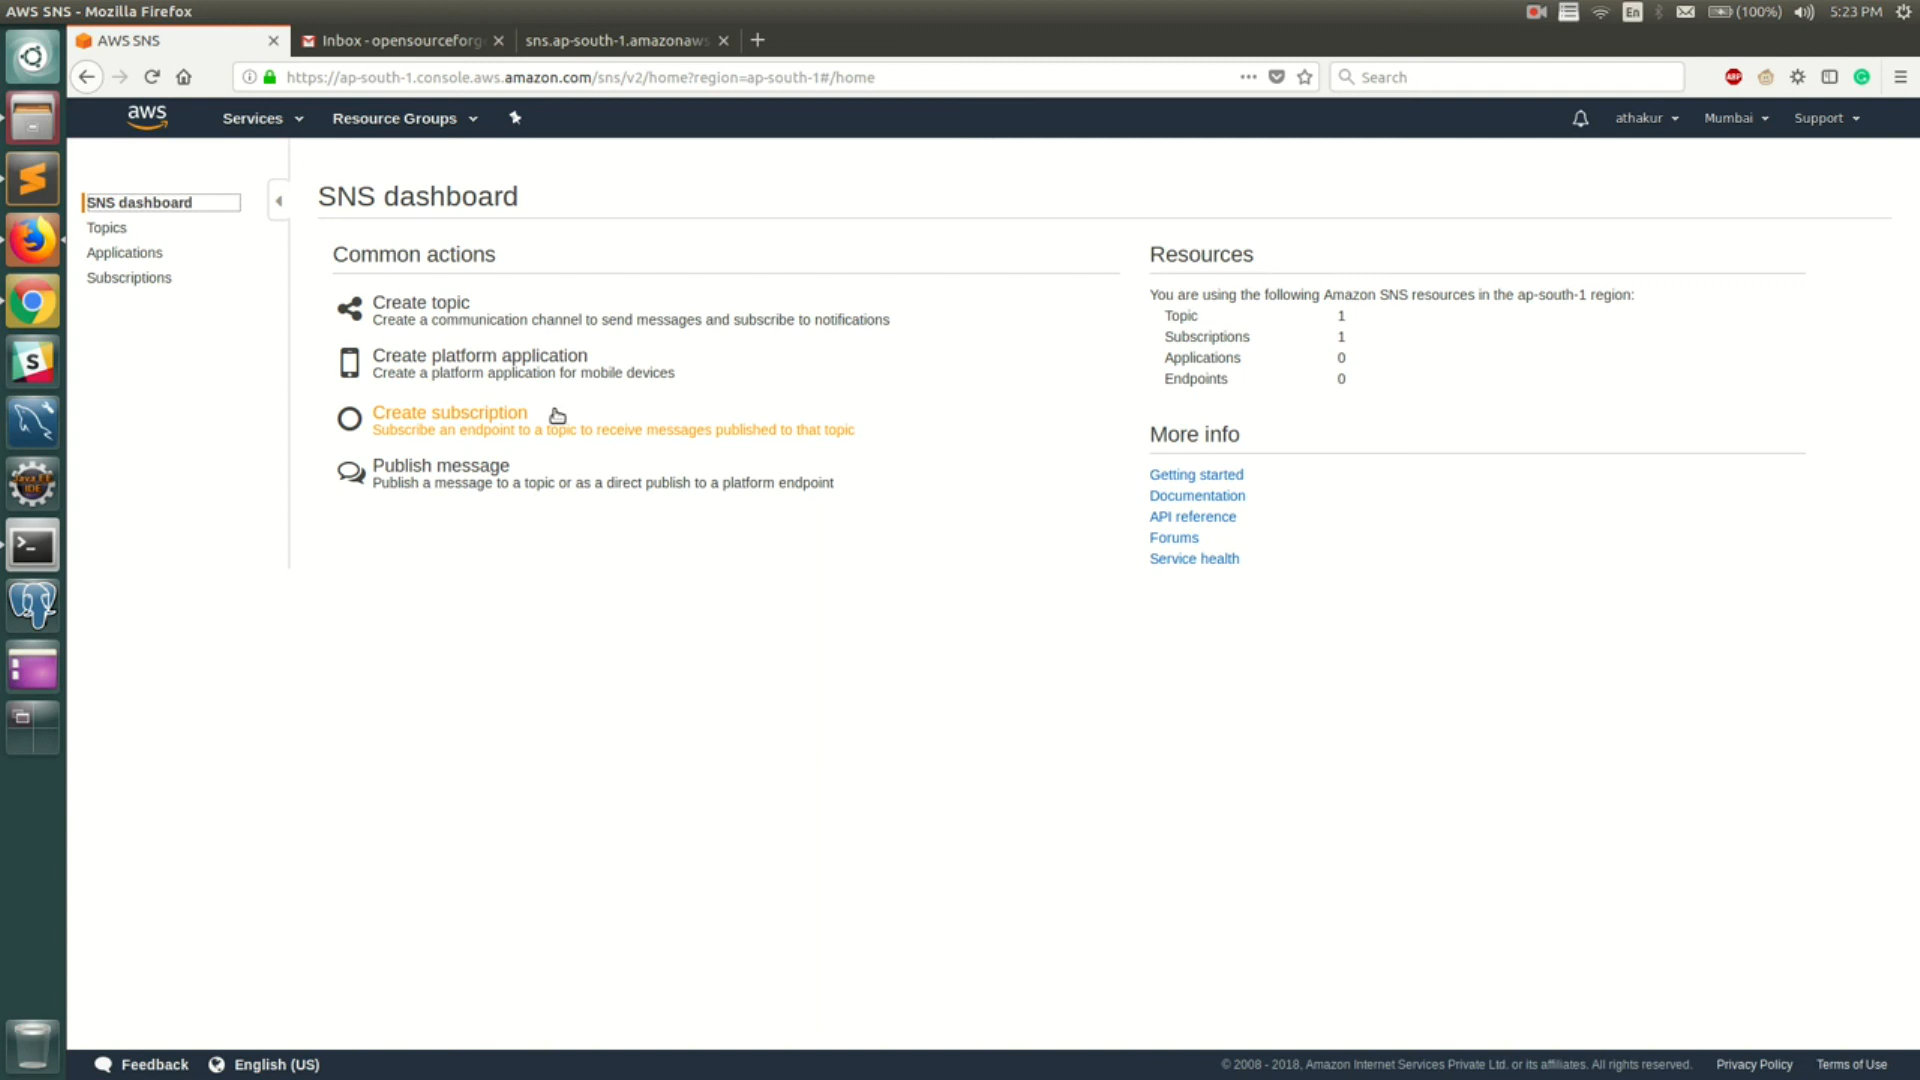 AWS SNS - Mozilla Firefox
En
(100%)
5:23 PM
AWS SNS
Inbox - opensourceforg
sns.ap-south-1.amazonaws
https://ap-south-1.console.aws.amazon.com/sns/v2/home?region=ap-south-1#/home
Search
ABP
aws
Services
Resource Groups
athakur
Mumbai
Support
SNS dashboard
Topics
Applications
Subscriptions
SNS dashboard
Common actions
Create topic
Create a communication channel to send messages and subscribe to notifications
Create platform application
Create a platform application for mobile devices
Create subscription
Subscribe an endpoint to a topic to receive messages published to that topic
Publish message
Publish a message to a topic or as a direct publish to a platform endpoint
Resources
You are using the following Amazon SNS resources in the ap-south-1 region:
Topic 1
Subscriptions 1
Applications 0
Endpoints 0
More info
Getting started
Documentation
API reference
Forums
Service health
S
Java EE
IDE
Feedback
English (US)
© 2008 - 2018, Amazon Internet Services Private Ltd. or its affiliates. All rights reserved.
Privacy Policy
Terms of Use